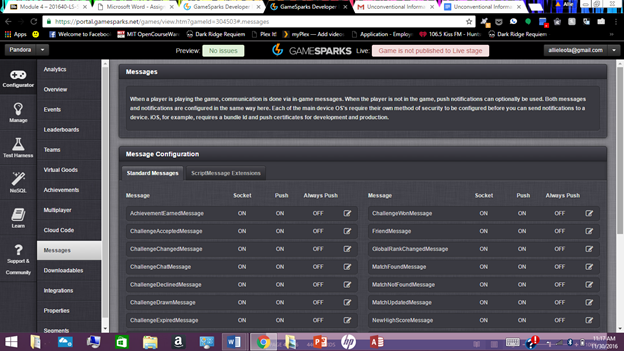 Module 4 - 201640-LS
Microsoft Word - Assign
GameSparks Developer
GameSparks Developer
Unconventional Informa
Unconventional Informa
Allie
https://portal.gamesparks.net/games/view.htm?gameId=304503#:messages
Apps
How to Facebook
MIT OpenCourseWare
Dark Ridge Requiem
Plex It!
myPlex
Add Video
Application - Employ
106.5 Kiss FM - Hunts
Dark Ridge Requiem
Pandora
Preview:
No issues
GAMESPARKS
Live:
Game is not published to Live stage
allieleota@gmail.com
Configurator
Manage
Test Harness
NoSQL
Learn
Support &
Community
Analytics
Overview
Events
Leaderboards
Teams
Virtual Goods
Achievements
Multiplayer
Cloud Code
Messages
Downloadables
Integrations
Properties
Segments
Messages
When a player is playing the game, communication is done via in-game messages. When the player is not in the game, push notifications can optionally be used. Both messages
and notifications are configured in the same way here. Each of the main device OS's require their own method of security to be configured before you can send notifications to a
device. iOS, for example, requires a bundle Id and push certificates for development and production.
Message Configuration
Standard Messages
ScriptMessage Extensions
Message Socket Push Always Push Message Socket Push Always Push
AchievementEarnedMessage ON ON OFF ChallengeWonMessage ON ON OFF
ChallengeAcceptedMessage ON ON OFF FriendMessage ON ON OFF
ChallengeChangedMessage ON ON OFF GlobalRankChangedMessage ON ON OFF
ChallengeChatMessage ON ON OFF MatchFoundMessage ON ON OFF
ChallengeDeclinedMessage ON ON OFF MatchNotFoundMessage ON ON OFF
ChallengeDrawnMessage ON ON OFF MatchUpdatedMessage ON ON OFF
ChallengeExpiredMessage ON ON OFF NewHighScoreMessage ON ON OFF
11:17 AM
11/30/2016